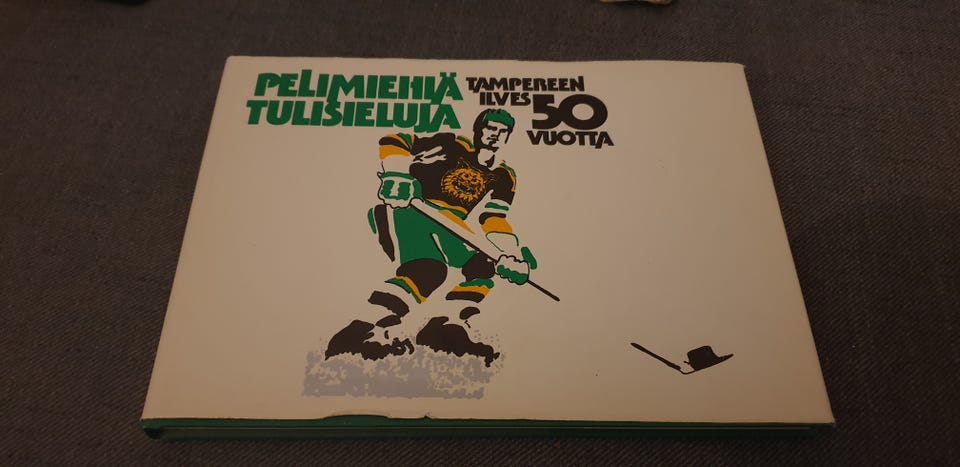 PELIMIEHIÄ
TULISIELUJA
TAMPEREEN
ILVES 50
VUOTTA